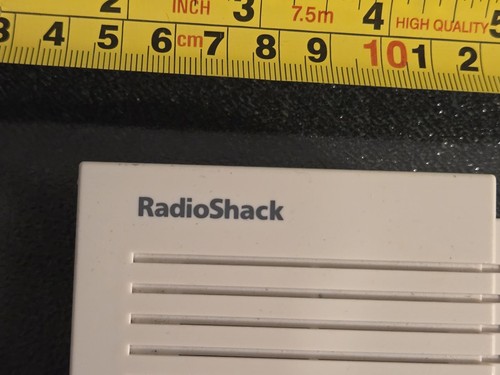 2 INCH 3 7.5m 4 HIGH QUALITY 5
3 4 5 6 cm 7 8 9 10 1 2
RadioShack